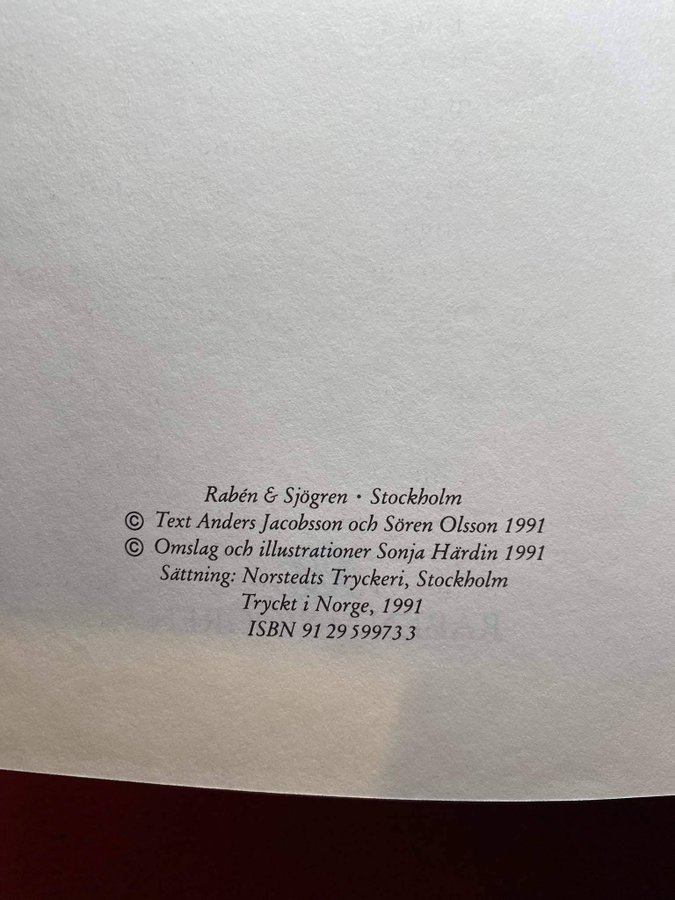 Rabén & Sjögren · Stockholm
© Text Anders Jacobsson och Sören Olsson 1991
© Omslag och illustrationer Sonja Härdin 1991
Sättning: Norstedts Tryckeri, Stockholm
Tryckt i Norge, 1991
ISBN 91 29 59973 3